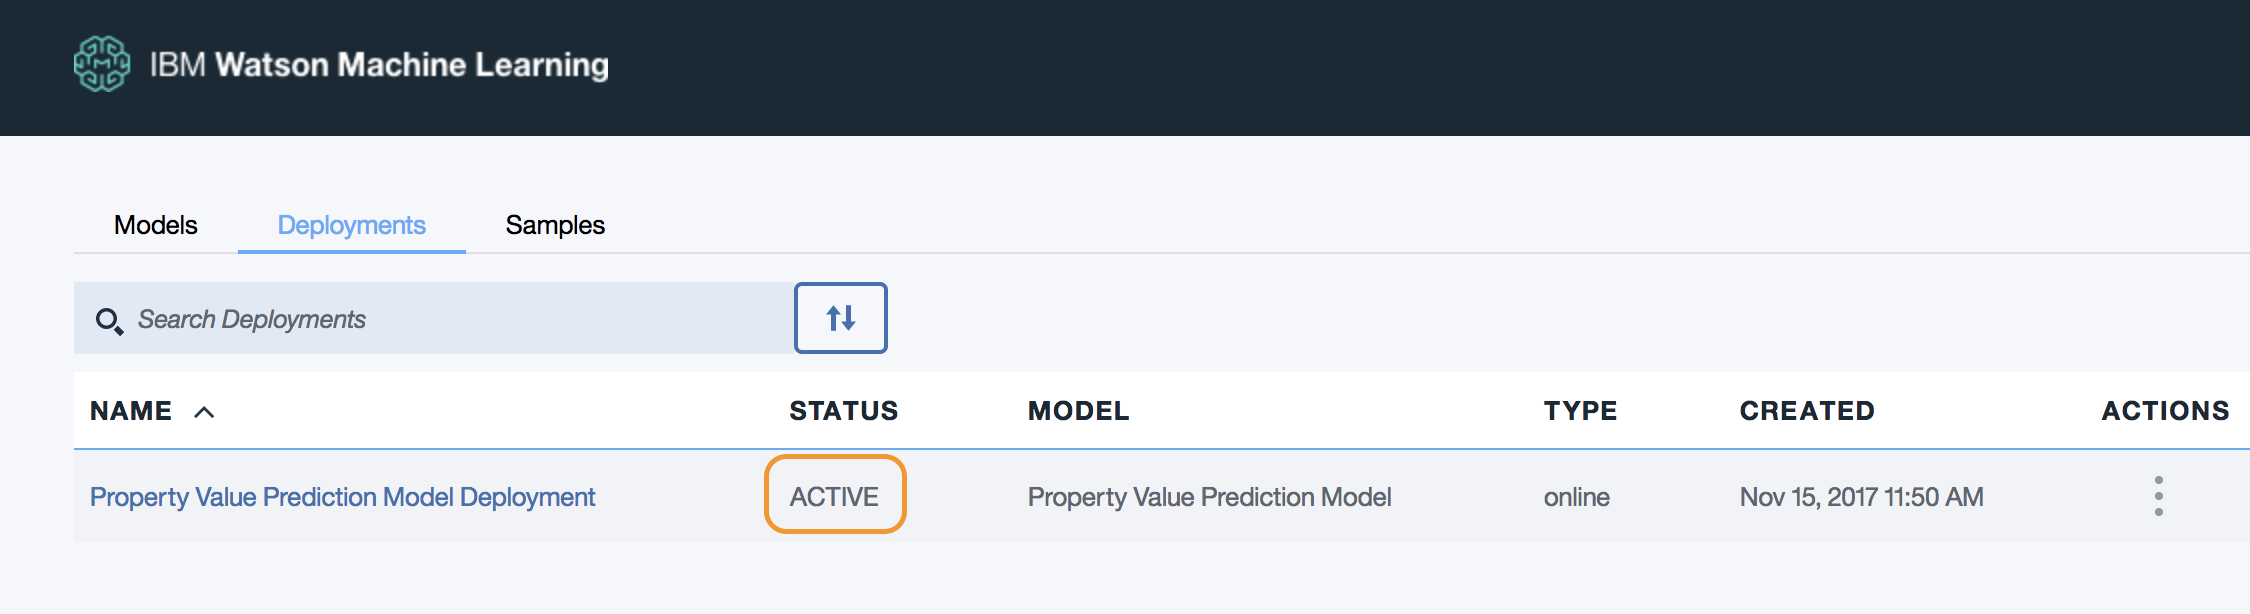 IBM Watson Machine Learning
Models Deployments Samples
Search Deployments
NAME STATUS MODEL TYPE CREATED ACTIONS
Property Value Prediction Model Deployment ACTIVE Property Value Prediction Model online Nov 15, 2017 11:50 AM